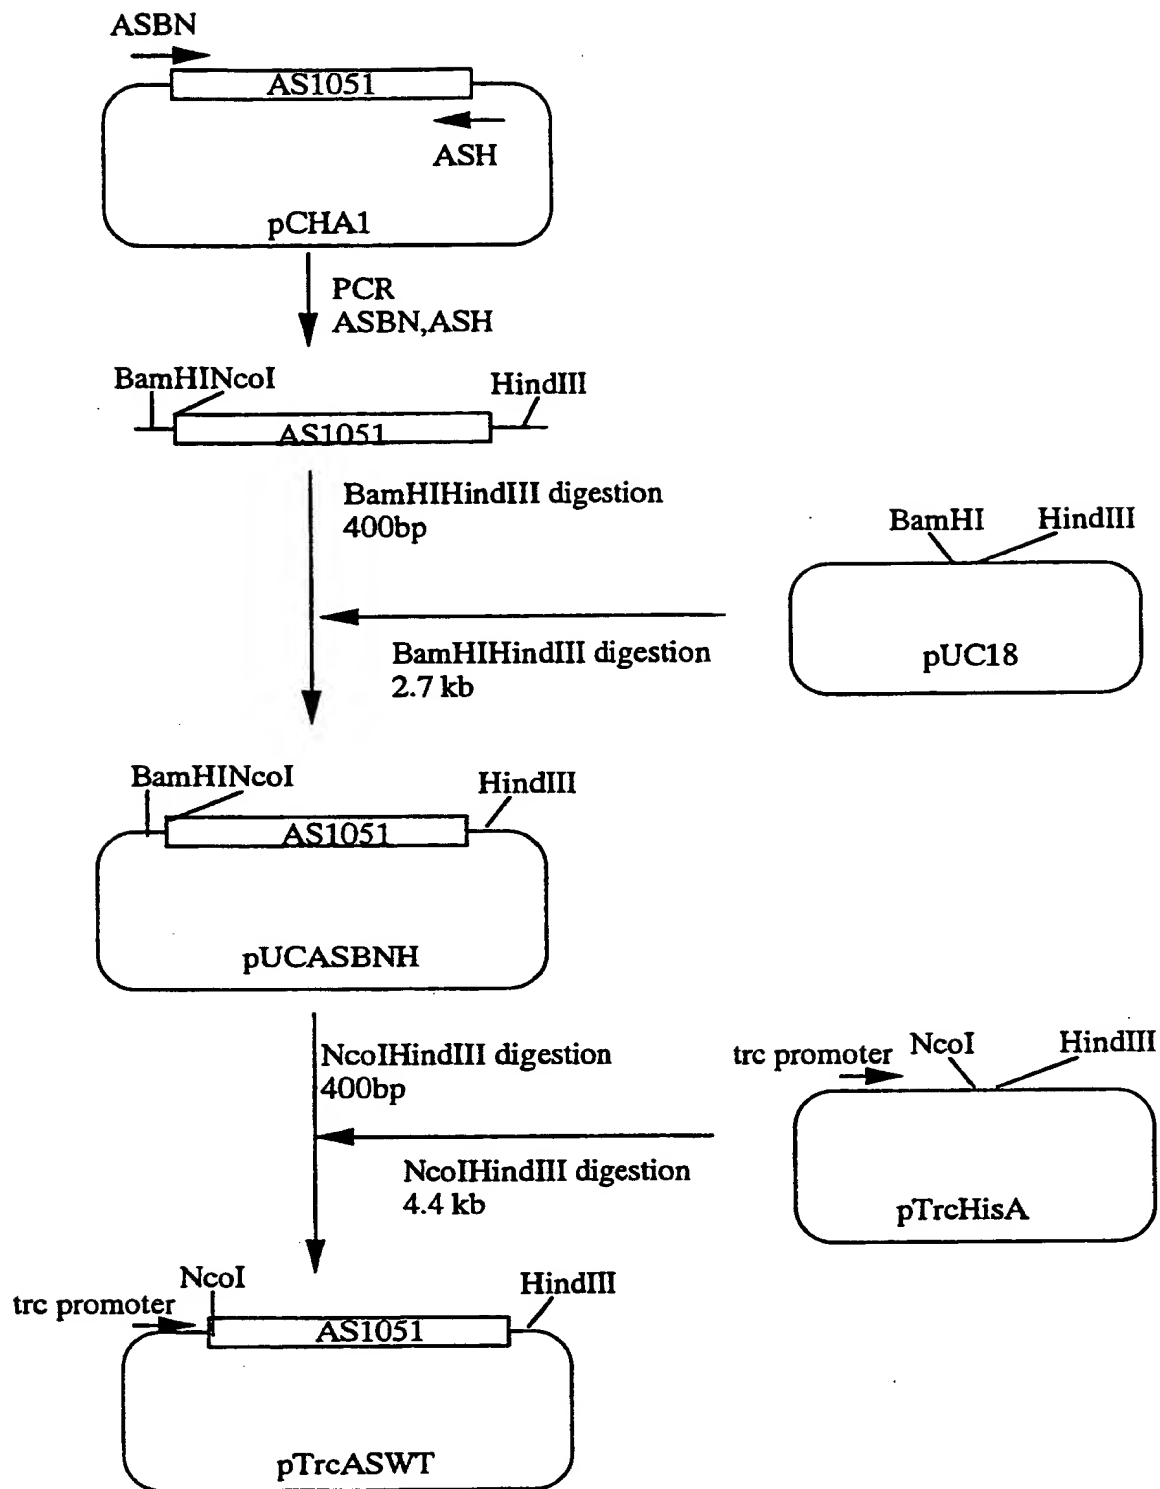 ASBN
AS1051
ASH
pCHA1
PCR
ASBN,ASH
BamHINcoI
HindIII
AS1051
BamHIHindIII digestion
400bp
BamHI
HindIII
BamHIHindIII digestion
2.7 kb
pUC18
BamHINcoI
HindIII
AS1051
pUCASBNH
NcoIHindIII digestion
400bp
trc promoter
NcoI
HindIII
NcoIHindIII digestion
4.4 kb
pTrcHisA
NcoI
HindIII
trc promoter
AS1051
pTrcASWT